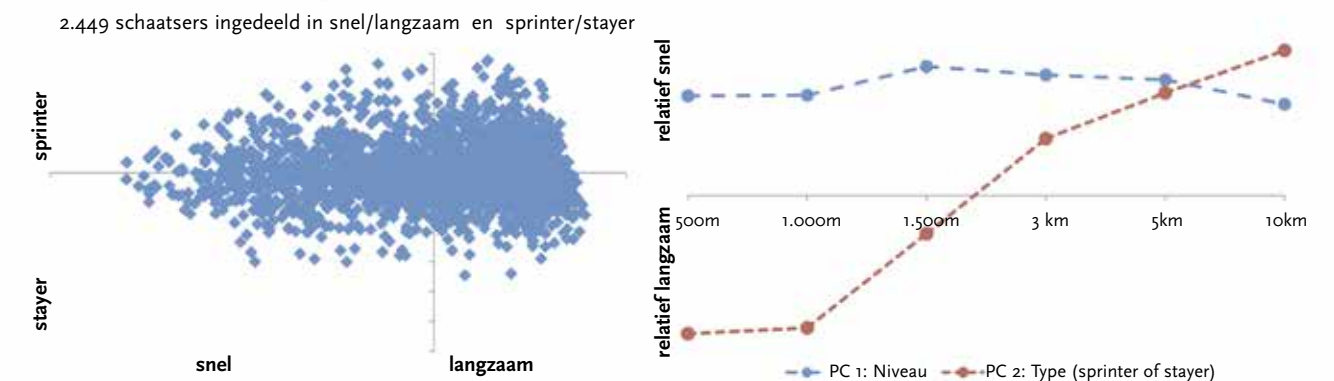 2.449 schaatsers ingedeeld in snel/langzaam en sprinter/stayer
sprinter
stayer
snel
langzaam
relatief snel
relatief langzaam
500m
1.000m
1.500m
3 km
5km
10km
PC 1: Niveau
PC 2: Type (sprinter of stayer)